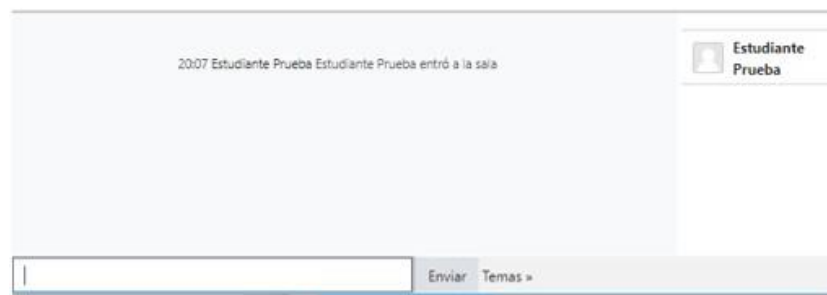 20:07 Estudiante Prueba Estudiante Prueba entró a la sala
Estudiante
Prueba
Enviar Temas »